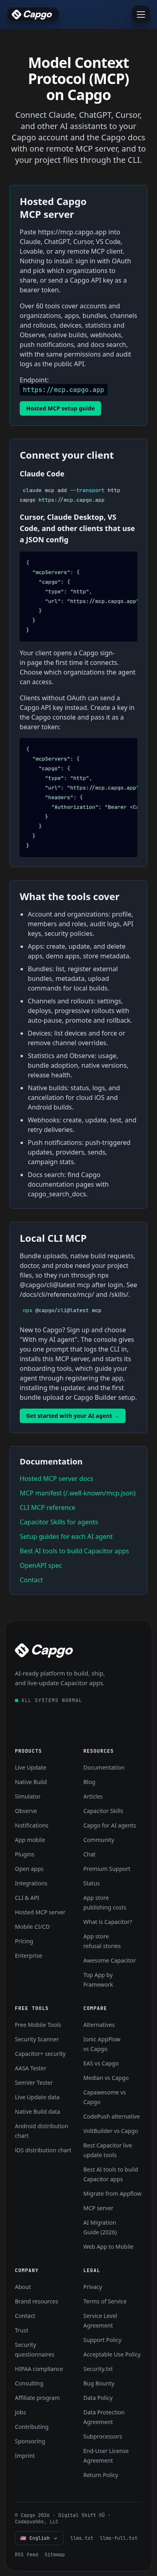 Capgo
Model Context
Protocol (MCP)
on Capgo
Connect Claude, ChatGPT, Cursor,
and other AI assistants to your
Capgo account and the Capgo docs
with one remote MCP server, and to
your project files through the CLI.
Hosted Capgo
MCP server
Paste https://mcp.capgo.app into
Claude, ChatGPT, Cursor, VS Code,
Lovable, or any remote MCP client.
Nothing to install: sign in with OAuth
and pick which organizations to
share, or send a Capgo API key as a
bearer token.
Over 60 tools cover accounts and
organizations, apps, bundles, channels
and rollouts, devices, statistics and
Observe, native builds, webhooks,
push notifications, and docs search,
with the same permissions and audit
logs as the public API.
Endpoint:
https://mcp.capgo.app
Hosted MCP setup guide
Connect your client
Claude Code
claude mcp add --transport http
capgo https://mcp.capgo.app
Cursor, Claude Desktop, VS
Code, and other clients that use
a JSON config
{
"mcpServers": {
"capgo": {
"type": "http",
"url": "https://mcp.capgo.app"
}
}
}
Your client opens a Capgo sign-
in page the first time it connects.
Choose which organizations the agent
can access.
Clients without OAuth can send a
Capgo API key instead. Create a key in
the Capgo console and pass it as a
bearer token:
{
"mcpServers": {
"capgo": {
"type": "http",
"url": "https://mcp.capgo.app"
"headers": {
"Authorization": "Bearer <C
}
}
}
}
What the tools cover
• Account and organizations: profile,
members and roles, audit logs, API
keys, security policies.
• Apps: create, update, and delete
apps, demo apps, store metadata.
• Bundles: list, register external
bundles, metadata, upload
commands for local builds.
• Channels and rollouts: settings,
deploys, progressive rollouts with
auto-pause, promote and rollback.
• Devices: list devices and force or
remove channel overrides.
• Statistics and Observe: usage,
bundle adoption, native versions,
release health.
• Native builds: status, logs, and
cancellation for cloud iOS and
Android builds.
• Webhooks: create, update, test, and
retry deliveries.
• Push notifications: push-triggered
updates, providers, sends,
campaign stats.
• Docs search: find Capgo
documentation pages with
capgo_search_docs.
Local CLI MCP
Bundle uploads, native build requests,
doctor, and probe need your project
files, so they run through npx
@capgo/cli@latest mcp after login. See
/docs/cli/reference/mcp/ and /skills/.
npx @capgo/cli@latest mcp
New to Capgo? Sign up and choose
"With my AI agent". The console gives
you one prompt that logs the CLI in,
installs this MCP server, and starts
onboarding with its tools, alongside
creating and registering the app,
installing the updater, and the first
bundle upload or Capgo Builder setup.
Get started with your AI agent →
Documentation
Hosted MCP server docs
MCP manifest (/.well-known/mcp.json)
CLI MCP reference
Capacitor Skills for agents
Setup guides for each AI agent
Best AI tools to build Capacitor apps
OpenAPI spec
Contact
Capgo
AI-ready platform to build, ship,
and live-update Capacitor apps.
ALL SYSTEMS NORMAL
PRODUCTS
Live Update
Native Build
Simulator
Observe
Notifications
App mobile
Plugins
Open apps
Integrations
CLI & API
Hosted MCP server
Mobile CI/CD
Pricing
Enterprise
RESOURCES
Documentation
Blog
Articles
Capacitor Skills
Capgo for AI agents
Community
Chat
Premium Support
Status
App store
publishing costs
What is Capacitor?
App store
refusal stories
Awesome Capacitor
Top App by
Framework
FREE TOOLS
Free Mobile Tools
Security Scanner
Capacitor+ security
AASA Tester
SemVer Tester
Live Update data
Native Build data
Android distribution
chart
iOS distribution chart
COMPARE
Alternatives
Ionic AppFlow
vs Capgo
EAS vs Capgo
Median vs Capgo
Capawesome vs
Capgo
CodePush alternative
VoltBuilder vs Capgo
Best Capacitor live
update tools
Best AI tools to build
Capacitor apps
Migrate from Appflow
MCP server
AI Migration
Guide (2026)
Web App to Mobile
COMPANY
About
Brand resources
Contact
Trust
Security
questionnaires
HIPAA compliance
Consulting
Affiliate program
Jobs
Contributing
Sponsoring
Imprint
LEGAL
Privacy
Terms of Service
Service Level
Agreement
Support Policy
Acceptable Use Policy
Security.txt
Bug Bounty
Data Policy
Data Protection
Agreement
Subprocessors
End-User License
Agreement
Return Policy
© Capgo 2026 · Digital Shift OÜ ·
Codepushgo, LLC
English
llms.txt llms-full.txt
RSS feed Sitemap